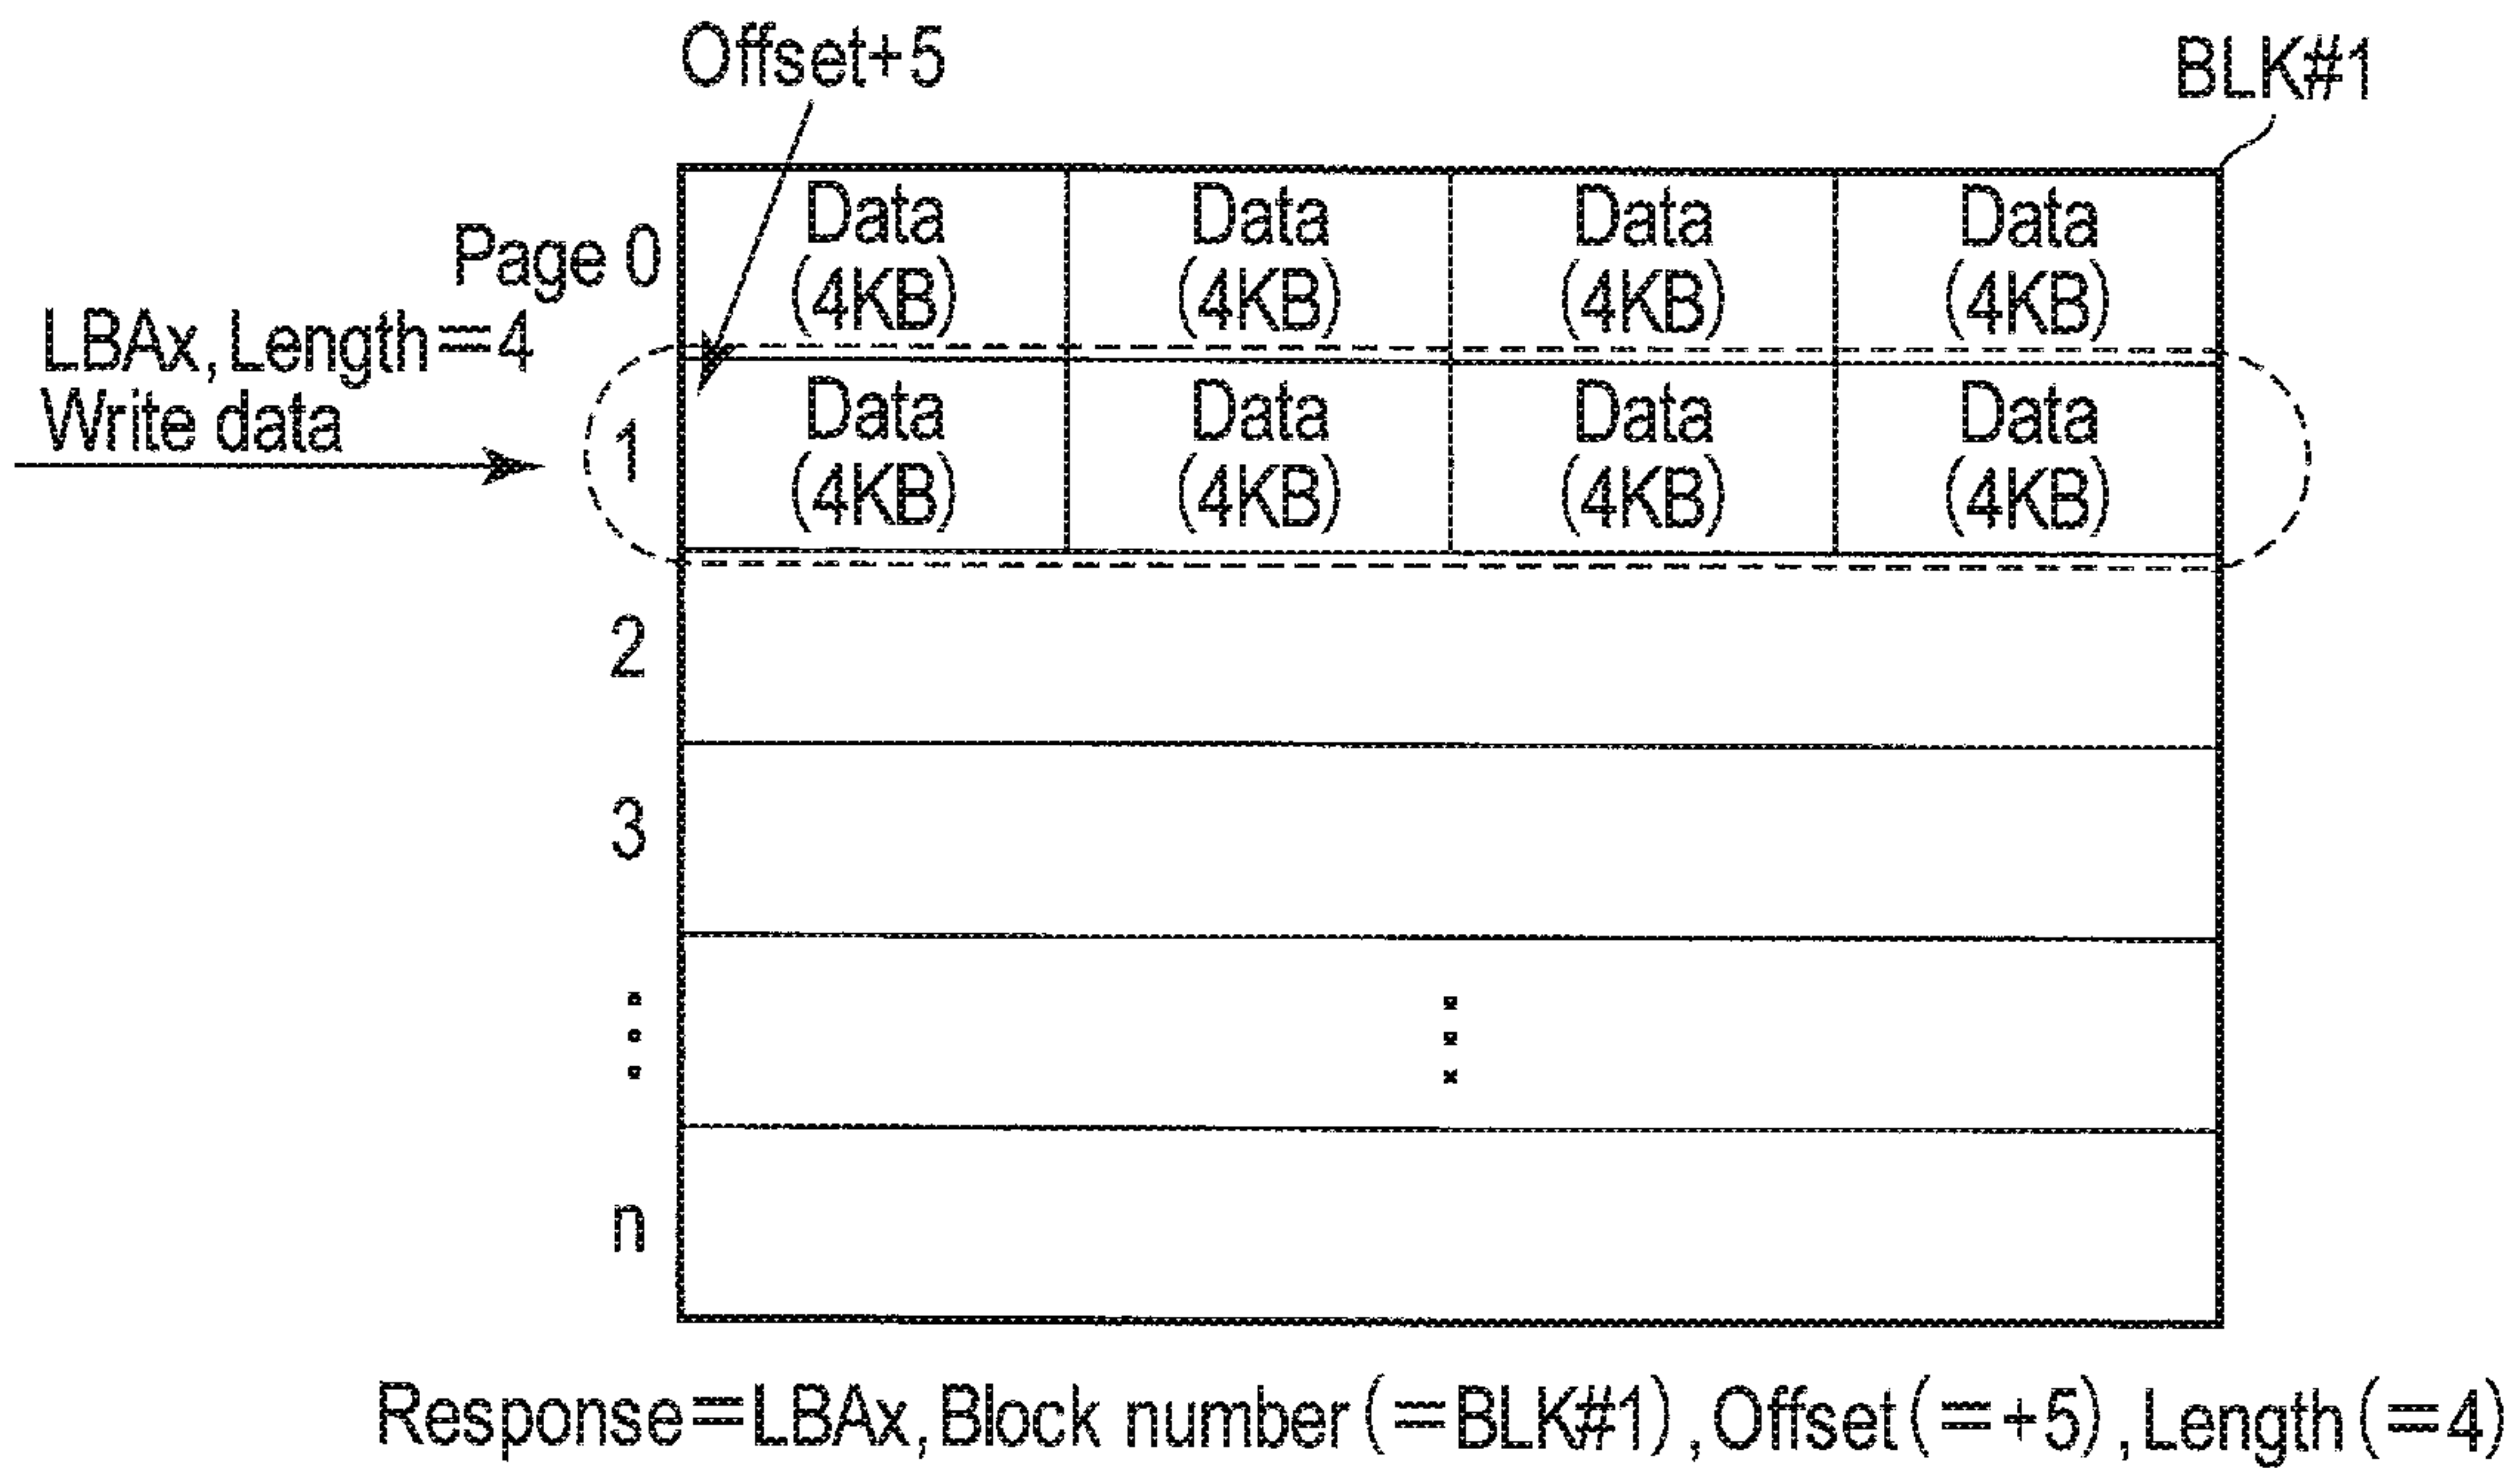 Offset+5
BLK#1
Page 0
Data Data Data Data
(4KB) (4KB) (4KB) (4KB)
LBAx,Length=4
Write data
1
Data Data Data Data
(4KB) (4KB) (4KB) (4KB)
2
3
n
Response=LBAx,Block number(=BLK#1),Offset(=+5),Length(=4)